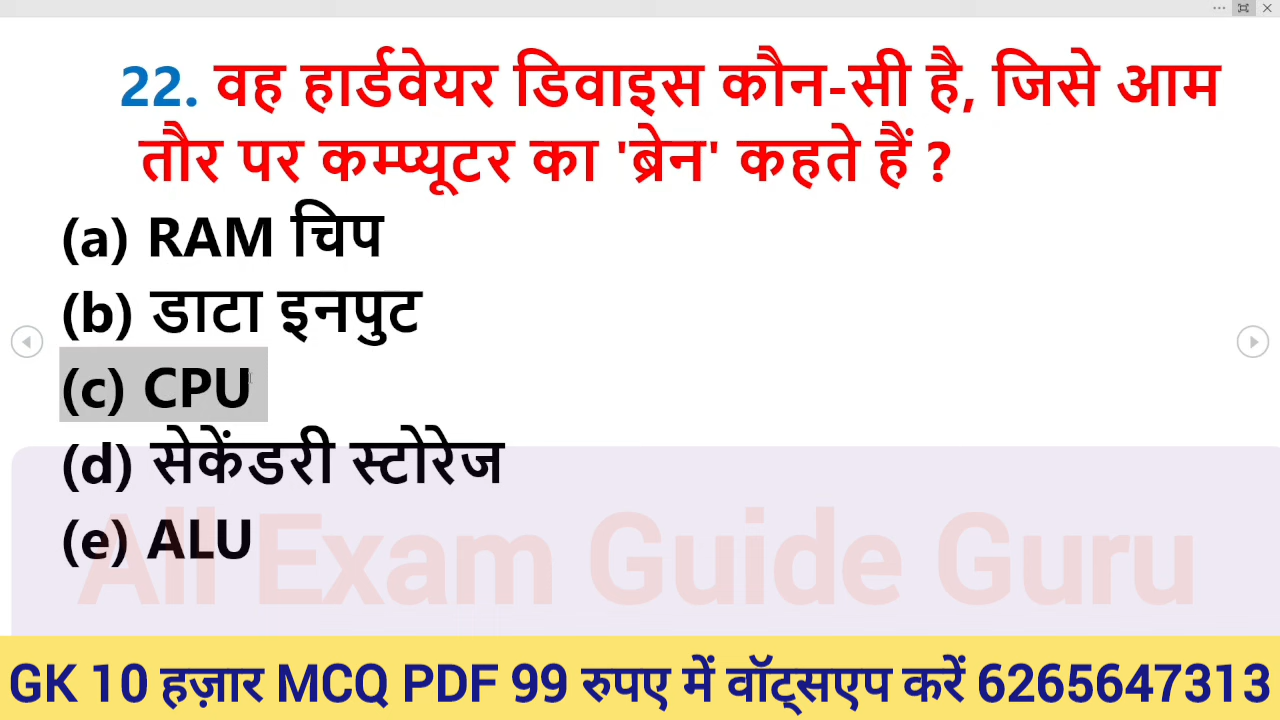 22. वह हार्डवेयर डिवाइस कौन-सी है, जिसे आम
तौर पर कम्प्यूटर का 'ब्रेन' कहते हैं ?
(a) RAM चिप
(b) डाटा इनपुट
(c) CPU
(d) सेकेंडरी स्टोरेज
(e) ALU
All Exam Guide Guru
GK 10 हज़ार MCQ PDF 99 रुपए में वॉट्सएप करें 6265647313